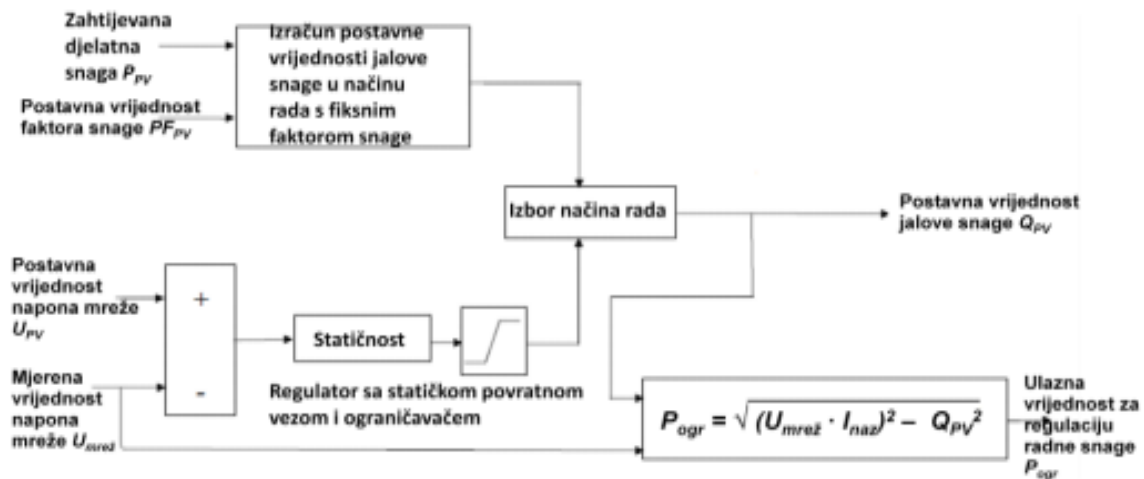 Zahtijevana
djelatna
snaga P_PV
Postavna vrijednost
faktora snage PF_PV
Izračun postavne
vrijednosti jalove
snage u načinu
rada s fiksnim
faktorom snage
Izbor načina rada
Postavna vrijednost
jalove snage Q_PV
Postavna
vrijednost
napona mreže
U_PV
Mjerena
vrijednost
napona
mreže U_mrež
+
-
Statičnost
Regulator sa statičkom povratnom
vezom i ograničavačem
P_ogr = √(U_mrež · I_naz)² – Q_PV²
Ulazna
vrijednost za
regulaciju
radne snage
P_ogr